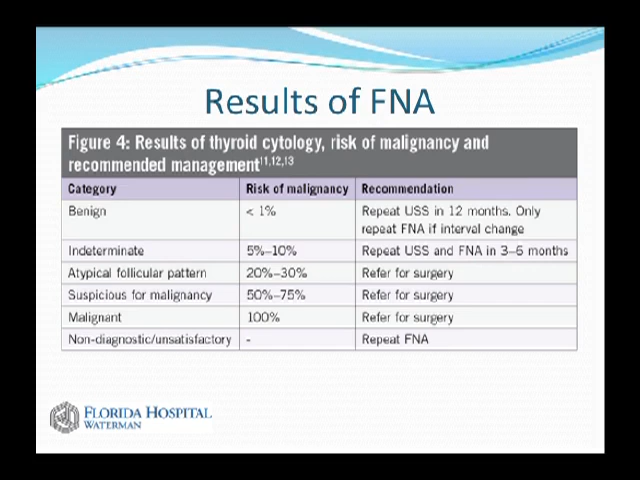 Results of FNA
Figure 4: Results of thyroid cytology, risk of malignancy and
recommended management11,12,13
Category Risk of malignancy Recommendation
Benign < 1% Repeat USS in 12 months. Only
repeat FNA if interval change
Indeterminate 5%–10% Repeat USS and FNA in 3–6 months
Atypical follicular pattern 20%–30% Refer for surgery
Suspicious for malignancy 50%–75% Refer for surgery
Malignant 100% Refer for surgery
Non-diagnostic/unsatisfactory - Repeat FNA
FLORIDA HOSPITAL
WATERMAN